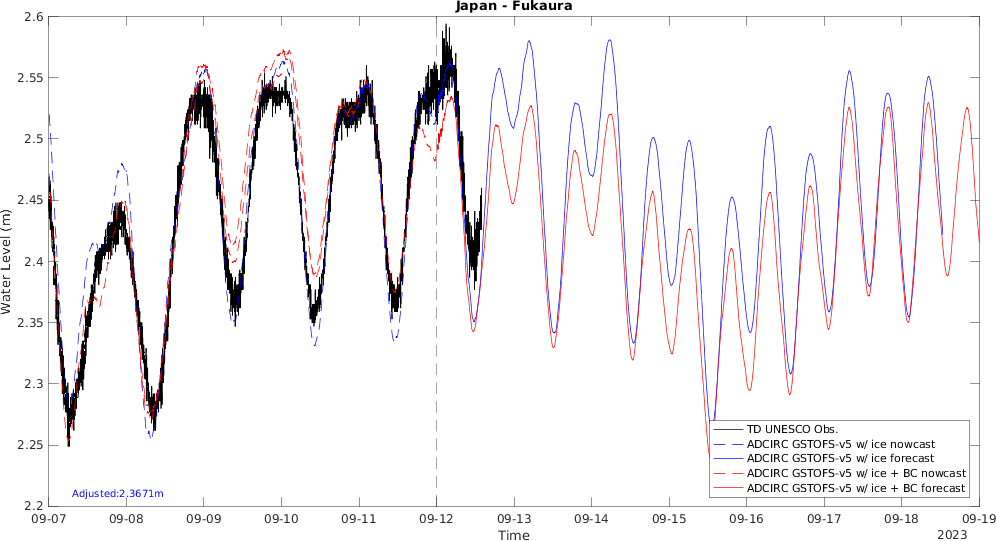 Japan - Fukaura
2.6
2.55
2.5
2.45
2.4
2.35
2.3
2.25
2.2
Water Level (m)
TD UNESCO Obs.
ADCIRC GSTOFS-v5 w/ ice nowcast
ADCIRC GSTOFS-v5 w/ ice forecast
ADCIRC GSTOFS-v5 w/ ice + BC nowcast
ADCIRC GSTOFS-v5 w/ ice + BC forecast
Adjusted:2.3671m
09-07 09-08 09-09 09-10 09-11 09-12 09-13 09-14 09-15 09-16 09-17 09-18 09-19
Time
2023